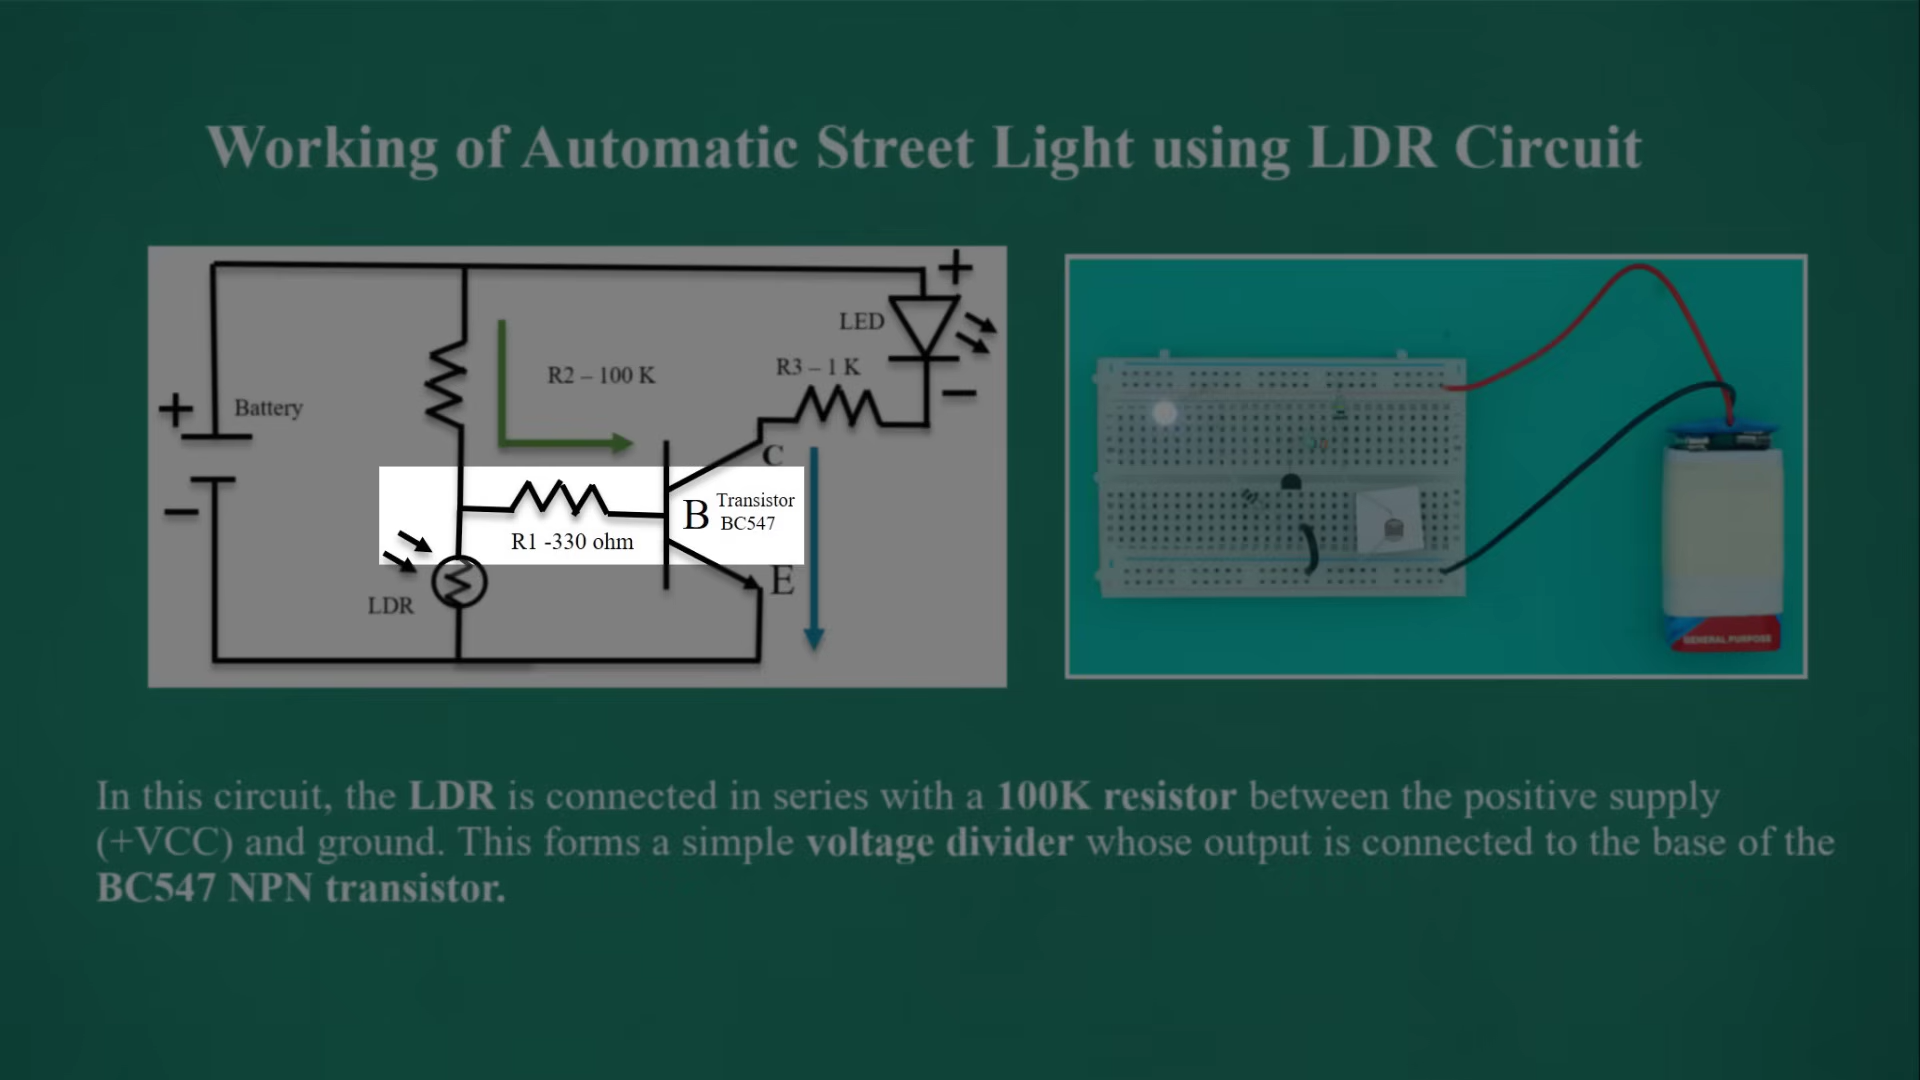 Working of Automatic Street Light using LDR Circuit
+
LED
R3 – 1 K
R2 – 100 K
+
Battery
−
C
−
B
Transistor
BC547
R1 -330 ohm
E
LDR
GENERAL PURPOSE
In this circuit, the LDR is connected in series with a 100K resistor between the positive supply
(+VCC) and ground. This forms a simple voltage divider whose output is connected to the base of the
BC547 NPN transistor.